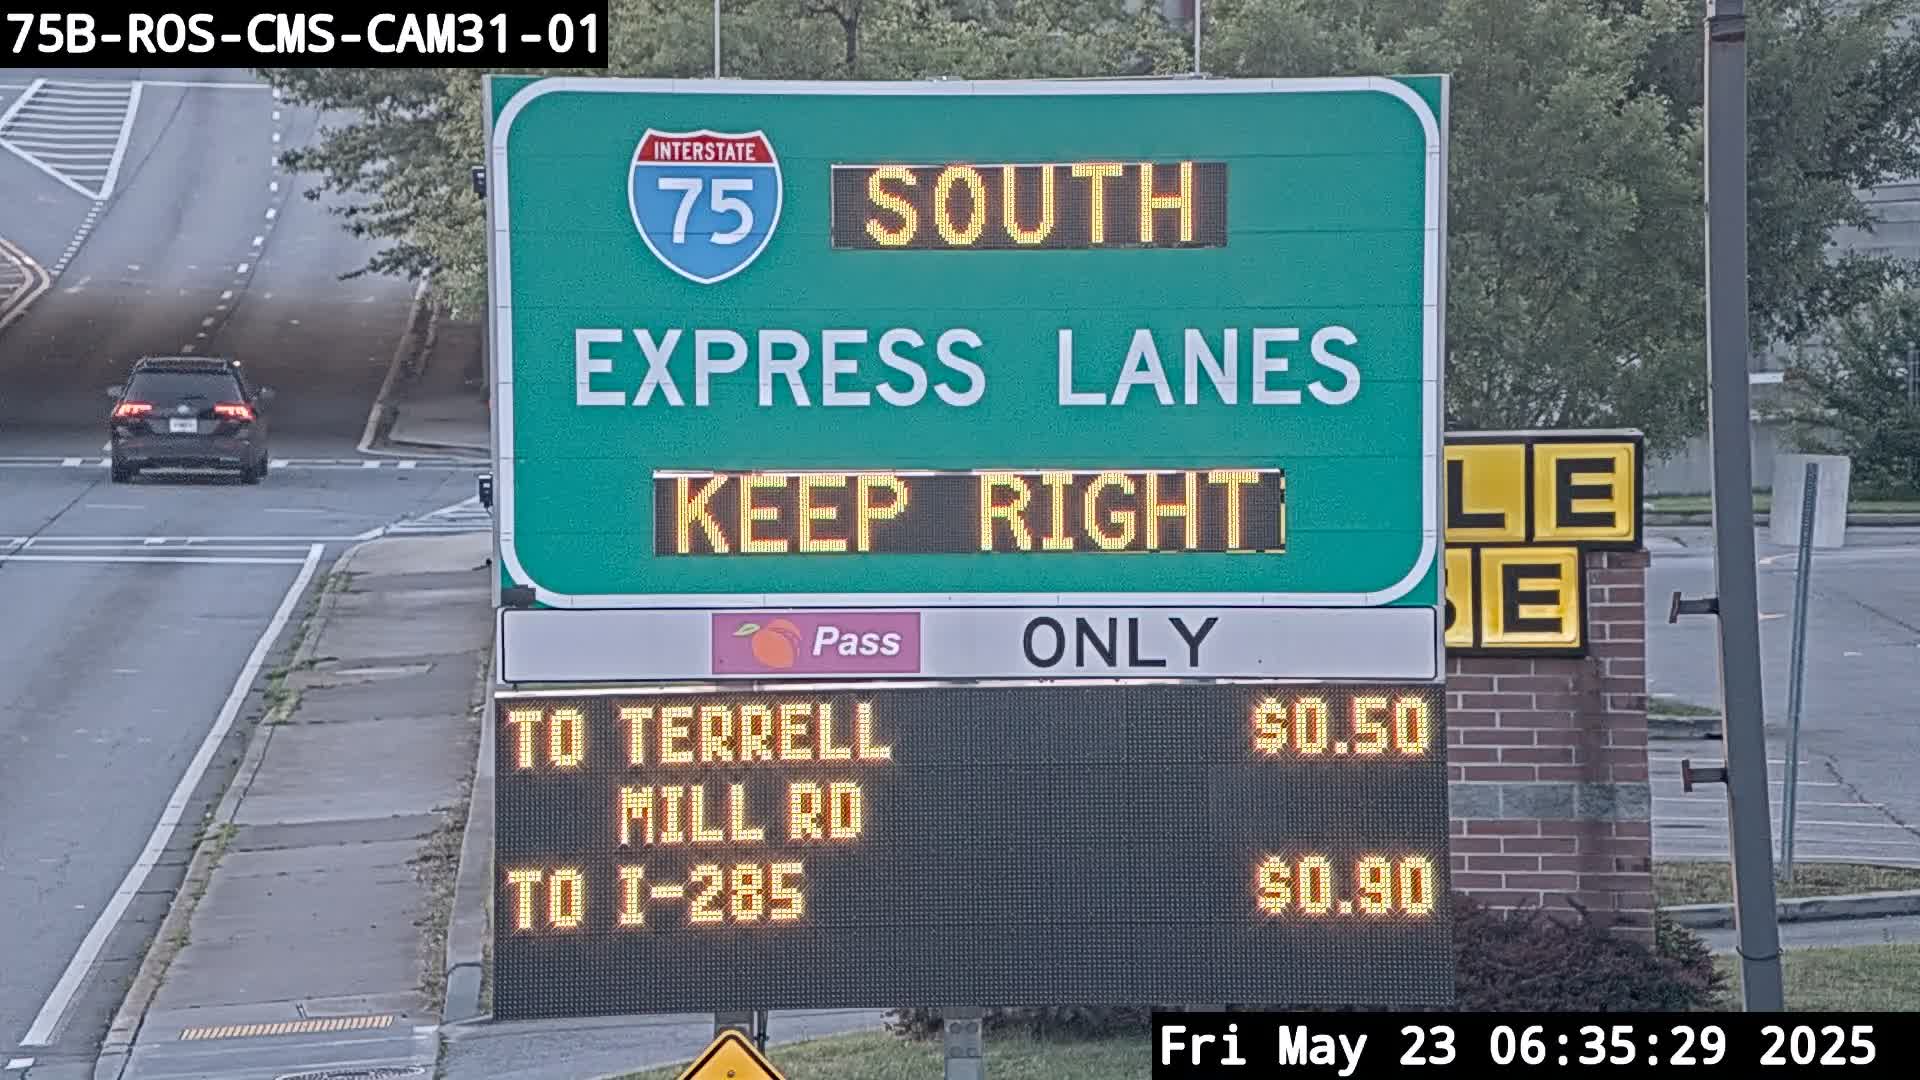 75B-ROS-CMS-CAM31-01
INTERSTATE
75
SOUTH
EXPRESS LANES
KEEP RIGHT
Pass ONLY
TO TERRELL $0.50
MILL RD
TO I-285 $0.90
LE
E
Fri May 23 06:35:29 2025